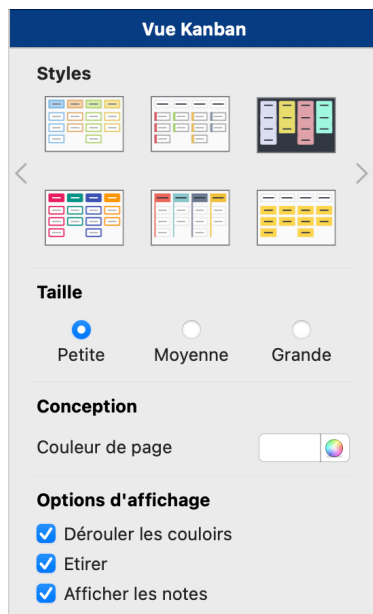 Vue Kanban
Styles
Taille
Petite Moyenne Grande
Conception
Couleur de page
Options d'affichage
Dérouler les couloirs
Etirer
Afficher les notes